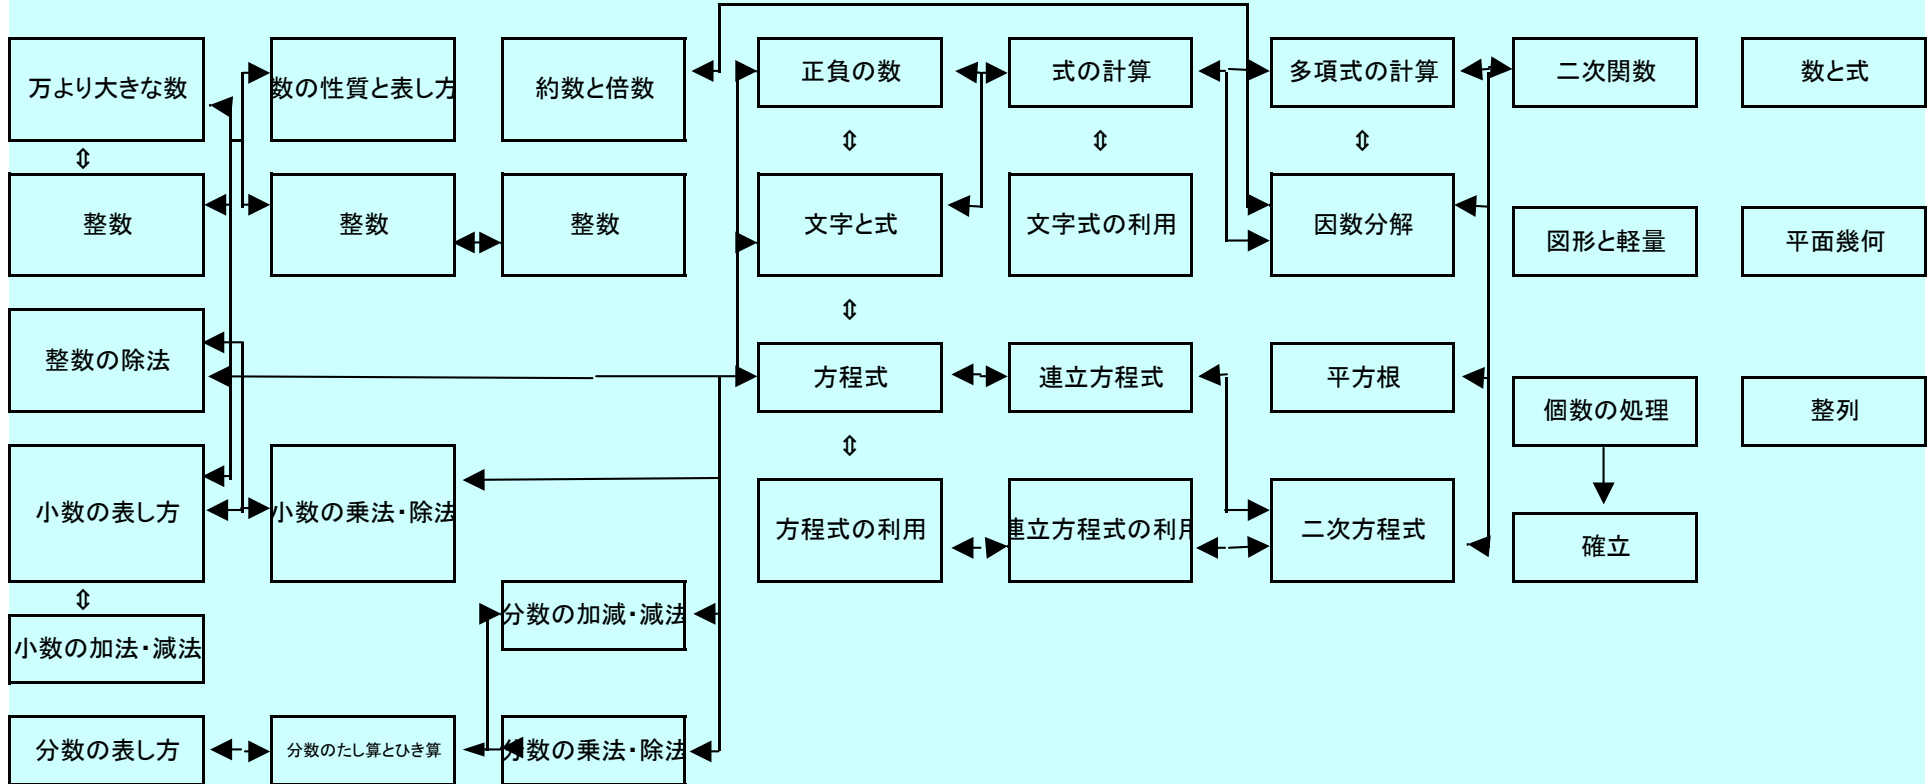 万より大きな数
数の性質と表し方
約数と倍数
正負の数
式の計算
多項式の計算
二次関数
数と式
⇕
⇕
⇕
⇕
整数
整数
整数
文字と式
文字式の利用
因数分解
図形と軽量
平面幾何
⇕
整数の除法
方程式
連立方程式
平方根
個数の処理
整列
⇕
小数の表し方
小数の乗法・除法
方程式の利用
連立方程式の利用
二次方程式
確立
⇕
分数の加減・減法
小数の加法・減法
分数の表し方
分数のたし算とひき算
分数の乗法・除法